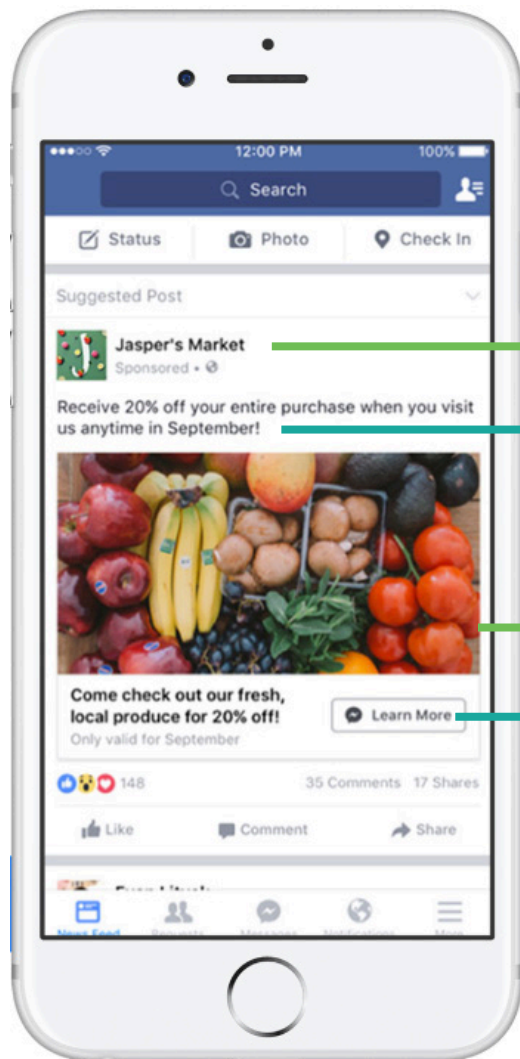 12:00 PM 100%
Search
Status Photo Check In
Suggested Post
Jasper's Market
Sponsored
Receive 20% off your entire purchase when you visit
us anytime in September!
Come check out our fresh,
local produce for 20% off!
Only valid for September
Learn More
148 35 Comments 17 Shares
Like Comment Share
News Feed Requests Messages Notifications More